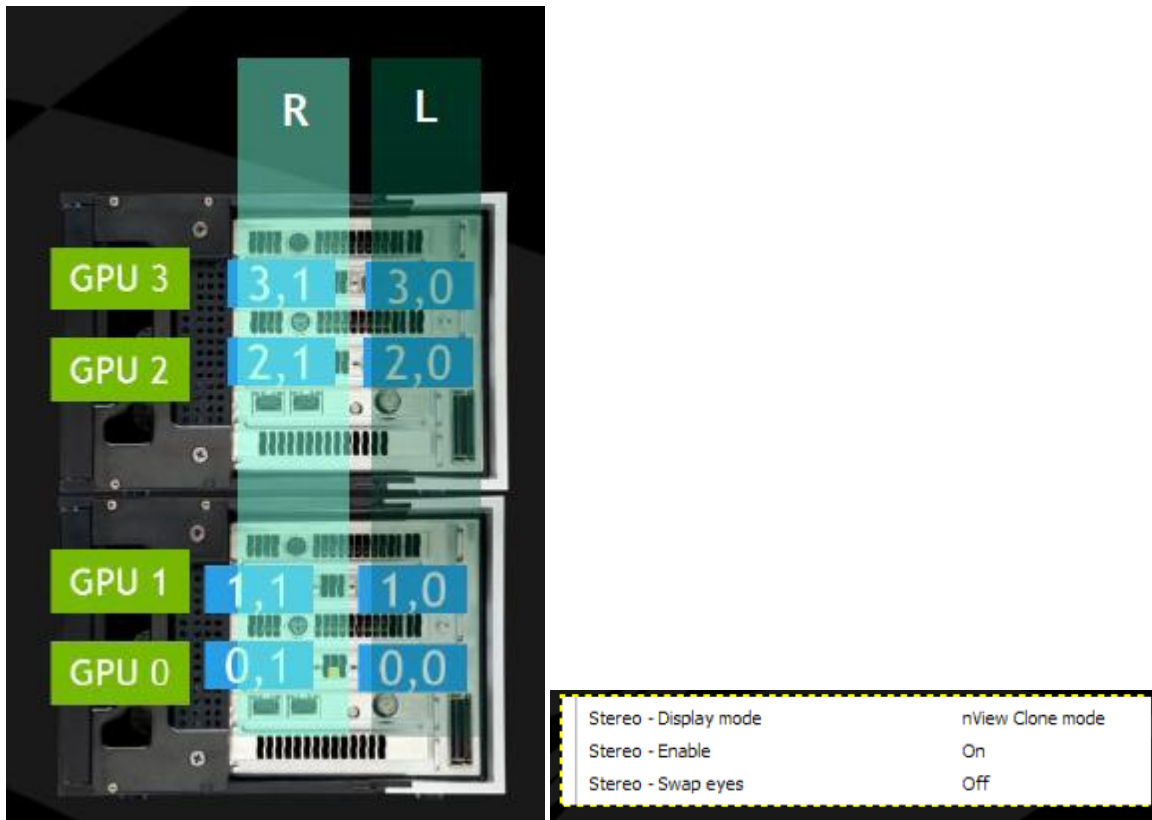 R L
GPU 3 3,1 3,0
GPU 2 2,1 2,0
GPU 1 1,1 1,0
GPU 0 0,1 0,0
Stereo - Display mode nView Clone mode
Stereo - Enable On
Stereo - Swap eyes Off